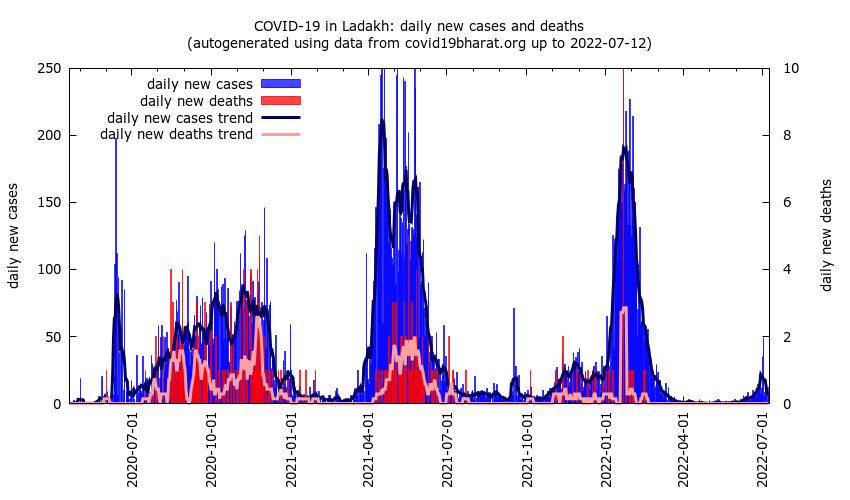 COVID-19 in Ladakh: daily new cases and deaths
(autogenerated using data from covid19bharat.org up to 2022-07-12)
daily new cases
daily new deaths
daily new cases trend
daily new deaths trend
daily new cases
250
200
150
100
50
0
daily new deaths
10
8
6
4
2
0
2020-07-01
2020-10-01
2021-01-01
2021-04-01
2021-07-01
2021-10-01
2022-01-01
2022-04-01
2022-07-01